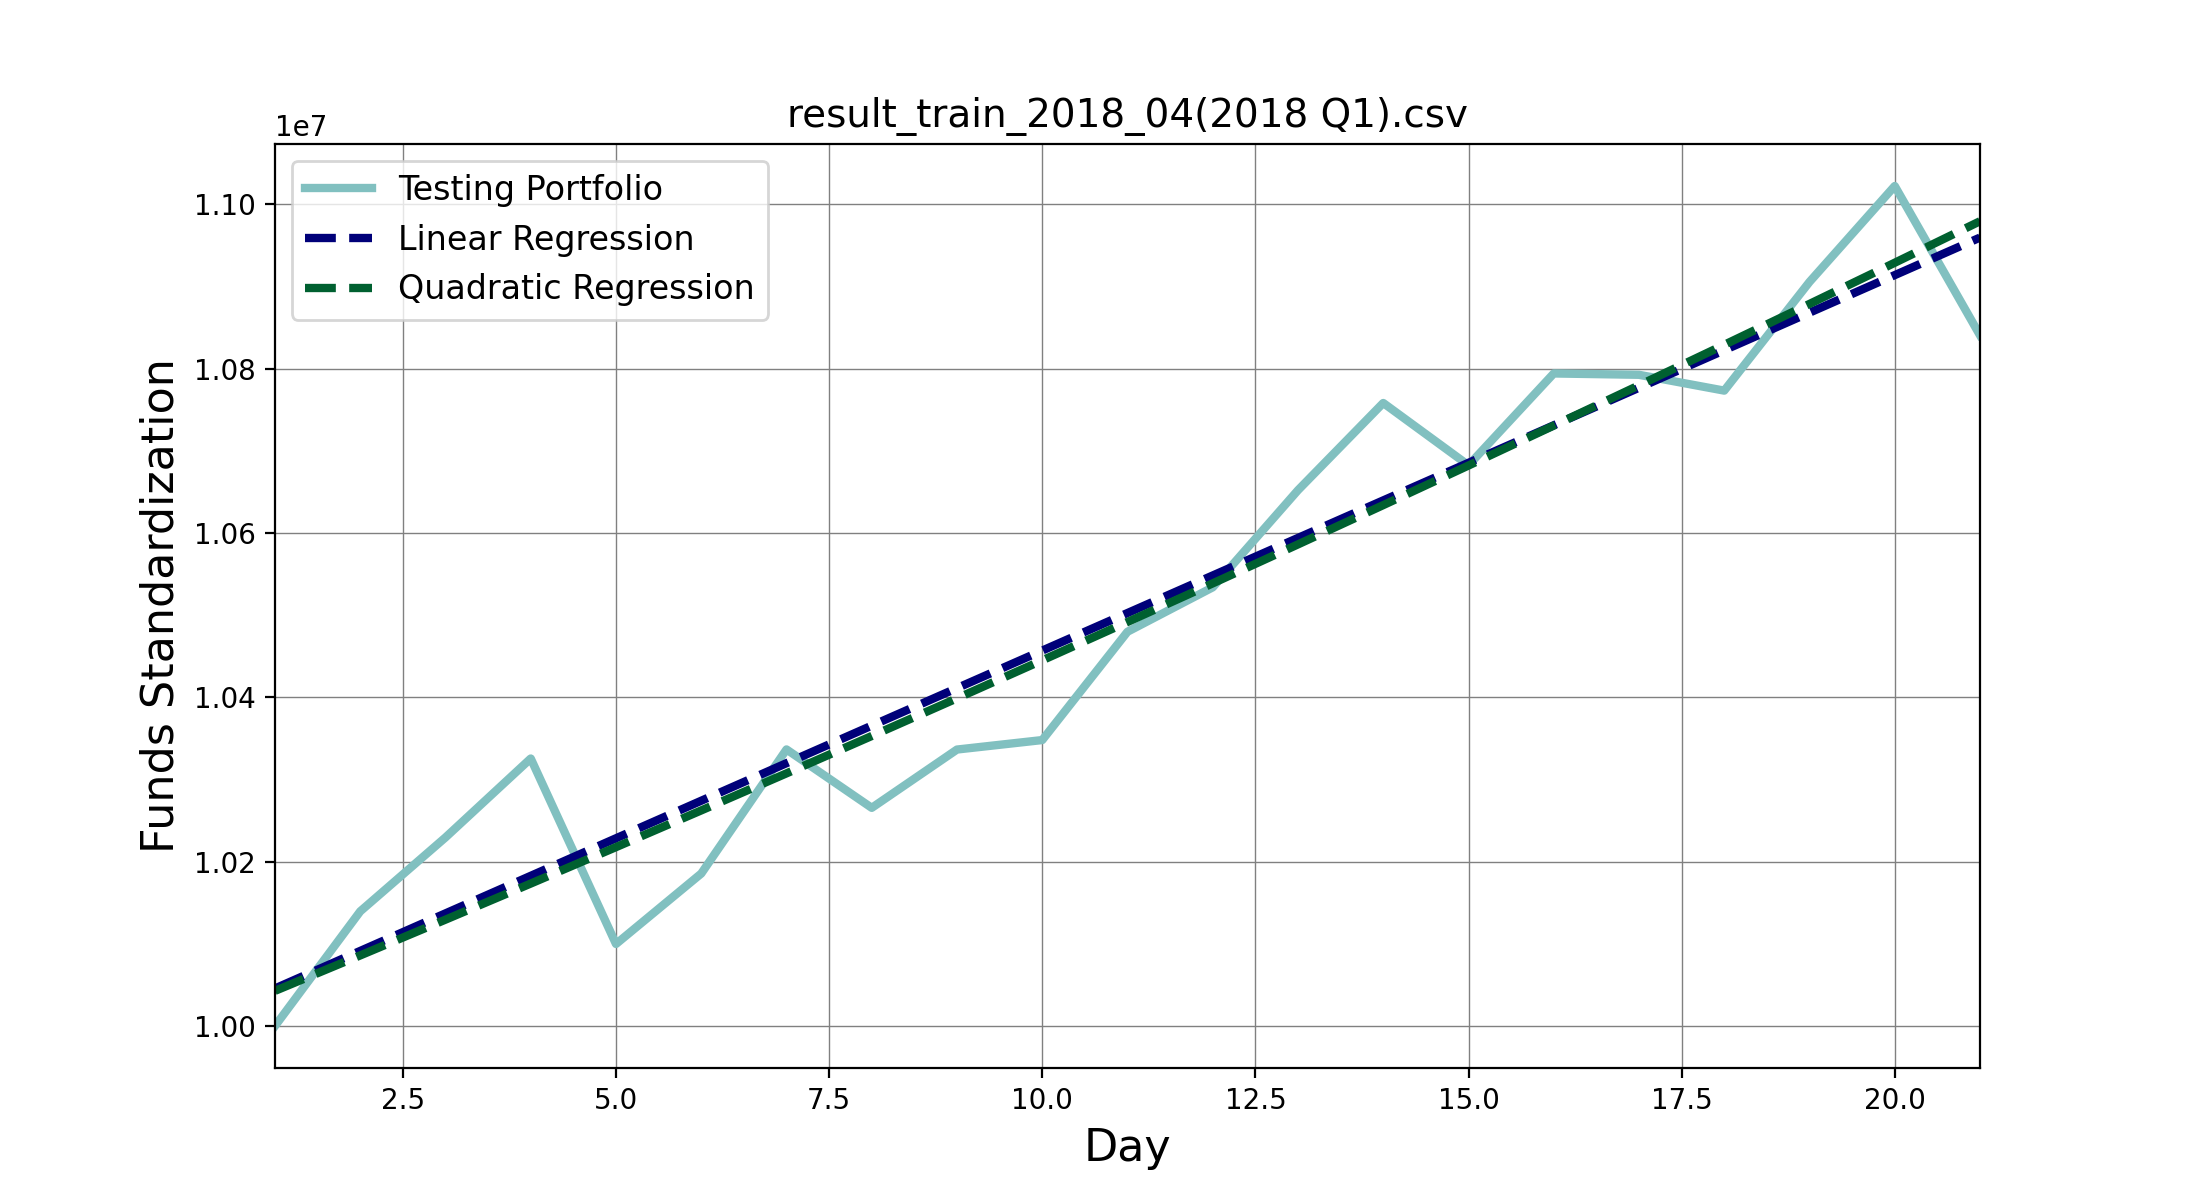 result_train_2018_04(2018 Q1).csv
1e7
Testing Portfolio
Linear Regression
Quadratic Regression
Funds Standardization
1.10
1.08
1.06
1.04
1.02
1.00
2.5 5.0 7.5 10.0 12.5 15.0 17.5 20.0
Day